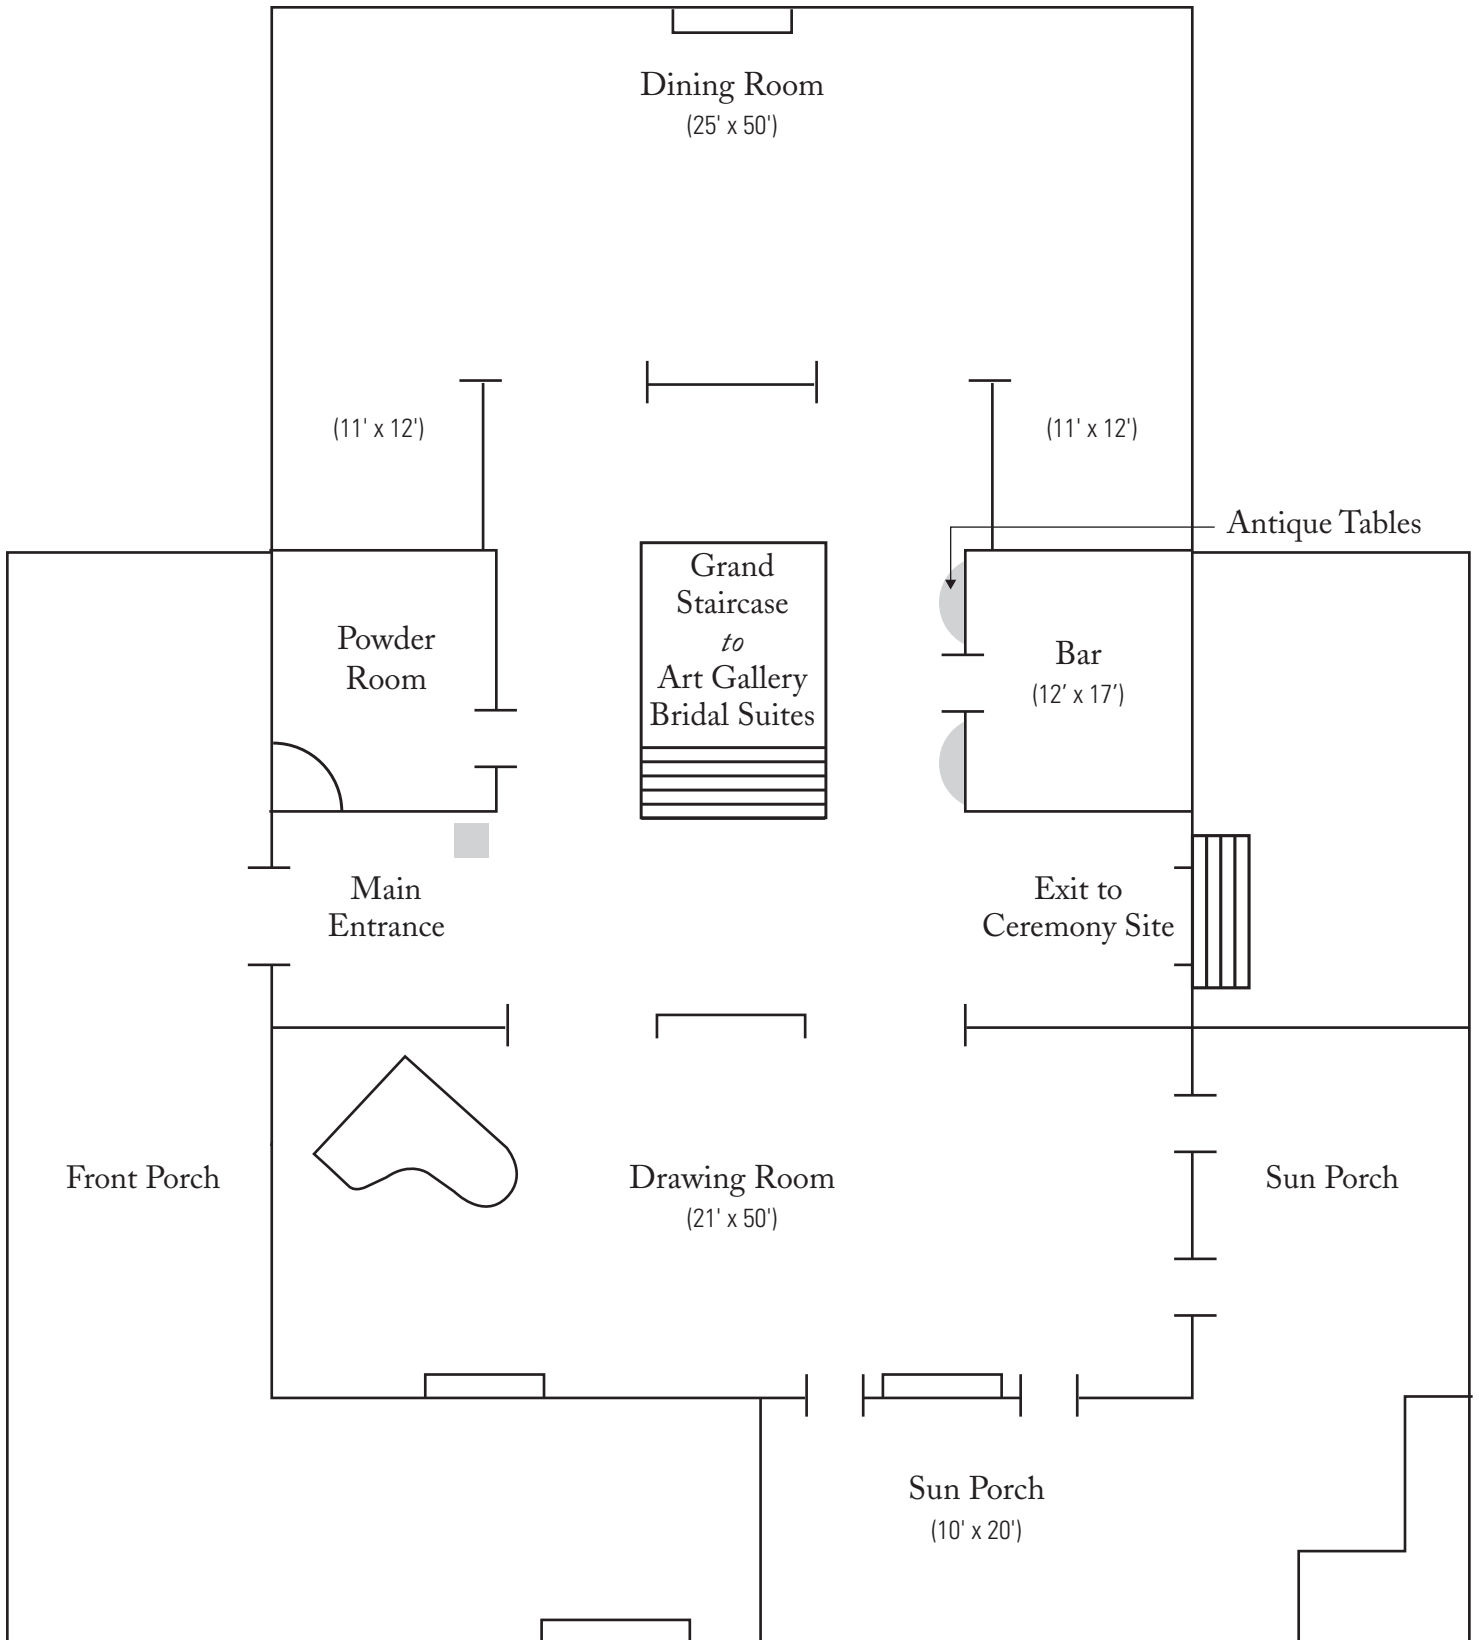 Dining Room
(25' x 50')
(11' x 12')
(11' x 12')
Antique Tables
Grand
Staircase
to
Art Gallery
Bridal Suites
Powder
Room
Bar
(12’ x 17’)
Main
Entrance
Exit to
Ceremony Site
Front Porch
Drawing Room
(21' x 50')
Sun Porch
Sun Porch
(10' x 20')